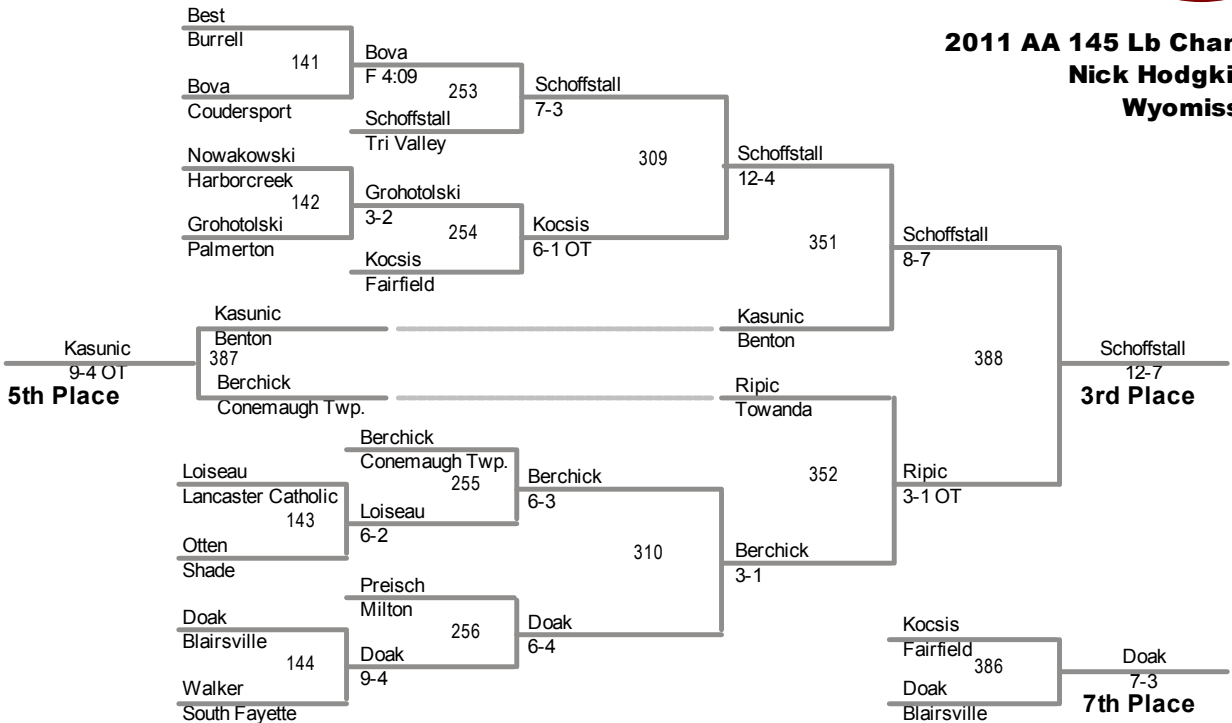 Best
Burrell
141
Bova
Coudersport
Bova
F 4:09
253
Schoffstall
Tri Valley
Schoffstall
7-3
Nowakowski
Harborcreek
142
Grohotolski
Palmerton
Grohotolski
3-2
254
Kocsis
Fairfield
Kocsis
6-1 OT
309
Schoffstall
12-4
351
Kasunic
Benton
Schoffstall
8-7
2011 AA 145 Lb
Nick
Kasunic
9-4 OT
5th Place
Kasunic
Benton
387
Berchick
Conemaugh Twp.
Ripic
Towanda
388
Schoffstall
12-7
3rd Place
Berchick
Conemaugh Twp.
255
Loiseau
Lancaster Catholic
143
Otten
Shade
Loiseau
6-2
Berchick
6-3
310
352
Ripic
3-1 OT
Berchick
3-1
Preisch
Milton
256
Doak
Blairsville
144
Walker
South Fayette
Doak
9-4
Doak
6-4
Kocsis
Fairfield
386
Doak
Blairsville
Doak
7-3
7th Place